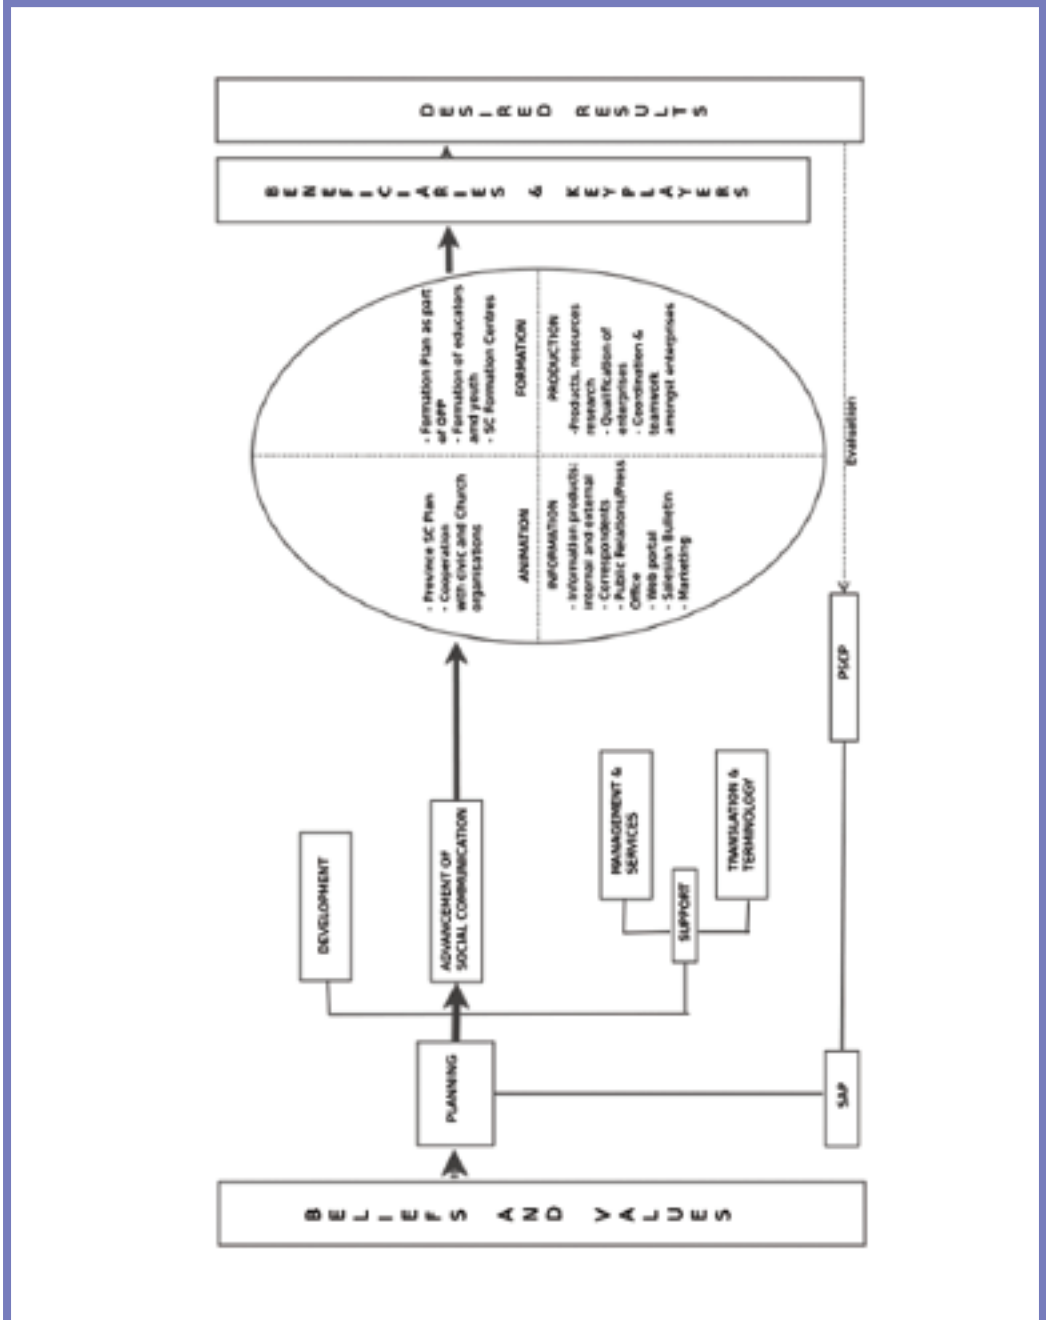 BELIEFS AND VALUES
PLANNING
DEVELOPMENT
ADVANCEMENT OF
SOCIAL COMMUNICATION
SUPPORT
MANAGEMENT &
SERVICES
TRANSLATION &
TERMINOLOGY
SAP
PSCP
Evaluation
- Province SC Plan
- Cooperation
with civic and Church
organisations
ANIMATION
- Formation Plan as part
of OPP
- Formation of educators
amd youth
- SC Formation Centres
FORMATION
INFORMATION
- Information products:
internal and external
- Correspondents
- Public Relations/Press
Office
- Web portal
- Salesian Bulletin
- Marketing
PRODUCTION
-Products, resources
research
- Qualification of
enterprises
- Coordination &
teamwork
amongst enterprises
BENEFICIARIES & KEYPLAYERS
DESIRED RESULTS